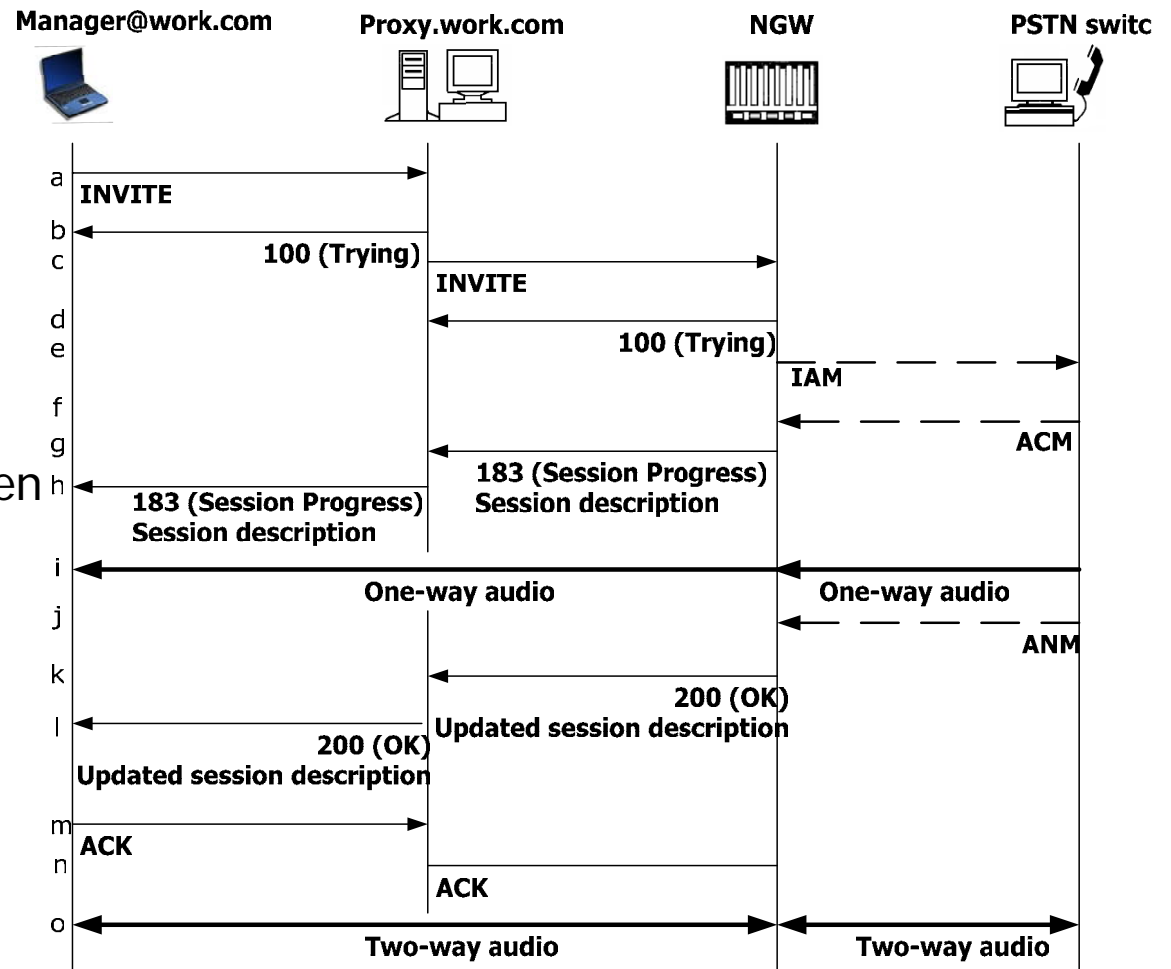 Manager@work.com Proxy.work.com NGW PSTN switc
a
INVITE
b
100 (Trying)
c
INVITE
d
100 (Trying)
e
IAM
f
ACM
g
183 (Session Progress)
Session description
en h
183 (Session Progress)
Session description
i
One-way audio One-way audio
j
ANM
k
200 (OK)
Updated session description
l
200 (OK)
Updated session description
m
ACK
n
ACK
o
Two-way audio Two-way audio